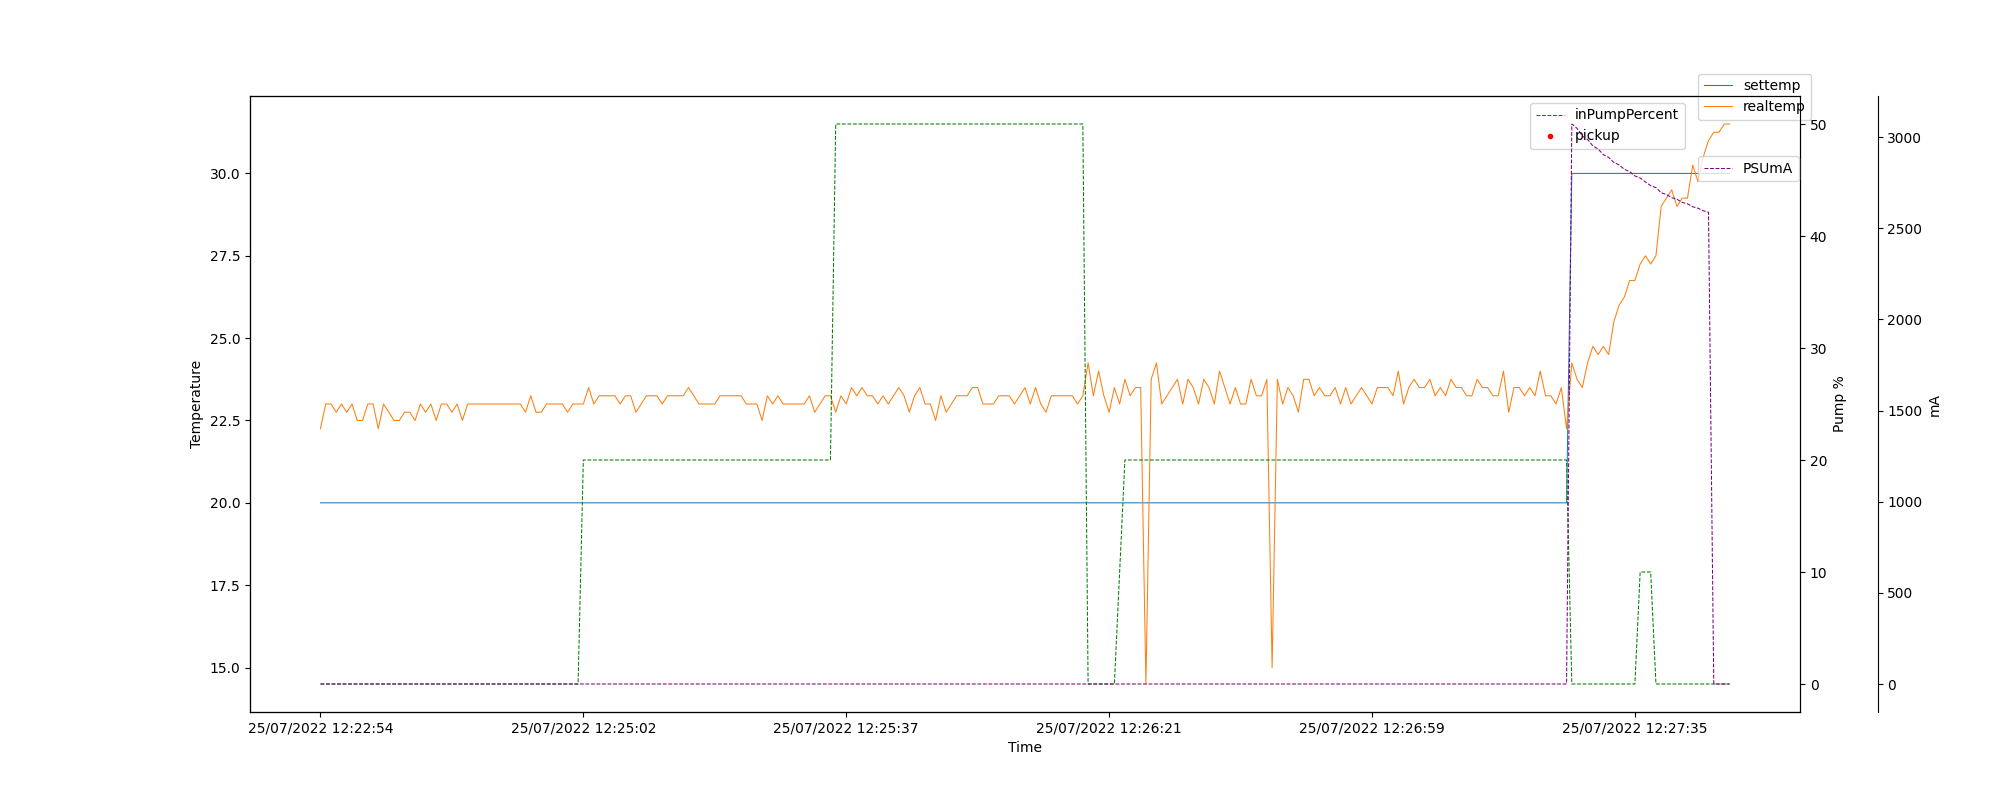 settemp
realtemp
inPumpPercent
pickup
PSUmA
30.0
27.5
25.0
22.5
20.0
17.5
15.0
Temperature
50
40
30
20
10
0
Pump %
3000
2500
2000
1500
1000
500
0
mA
25/07/2022 12:22:54
25/07/2022 12:25:02
25/07/2022 12:25:37
25/07/2022 12:26:21
25/07/2022 12:26:59
25/07/2022 12:27:35
Time